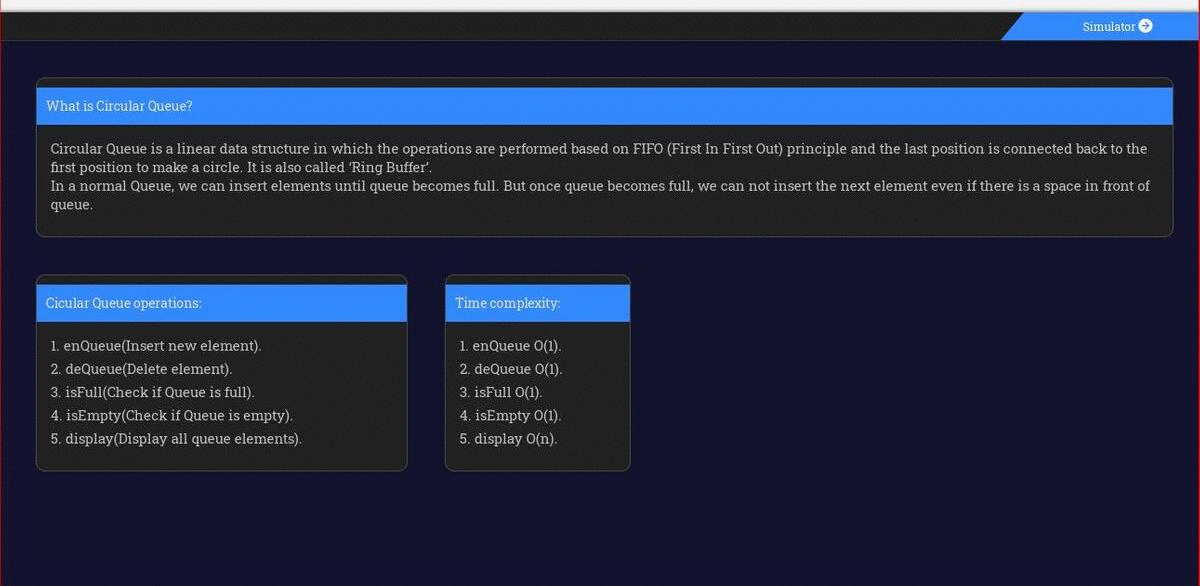 Simulator
What is Circular Queue?
Circular Queue is a linear data structure in which the operations are performed based on FIFO (First In First Out) principle and the last position is connected back to the
first position to make a circle. It is also called ‘Ring Buffer’.
In a normal Queue, we can insert elements until queue becomes full. But once queue becomes full, we can not insert the next element even if there is a space in front of
queue.
Cicular Queue operations:
1. enQueue(Insert new element).
2. deQueue(Delete element).
3. isFull(Check if Queue is full).
4. isEmpty(Check if Queue is empty).
5. display(Display all queue elements).
Time complexity:
1. enQueue O(1).
2. deQueue O(1).
3. isFull O(1).
4. isEmpty O(1).
5. display O(n).